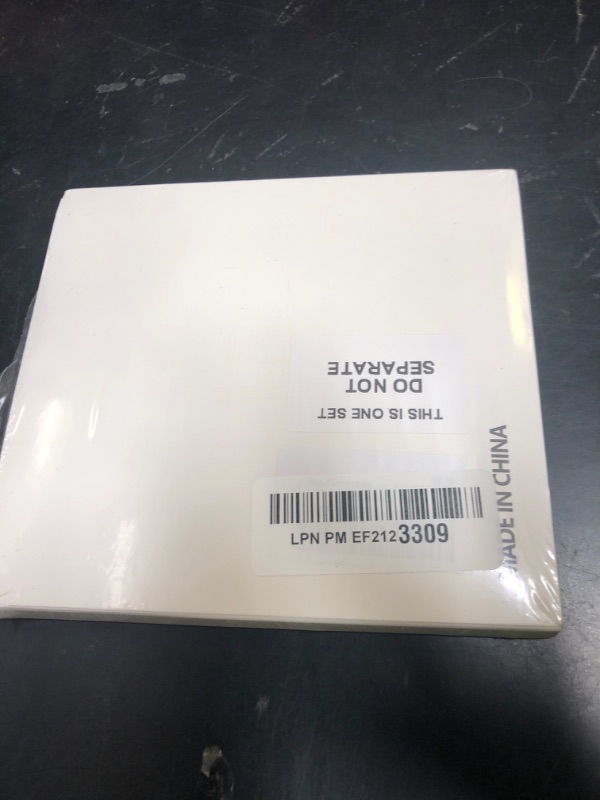 THIS IS ONE SET
DO NOT
SEPARATE
MADE IN CHINA
LPN PM EF2123309